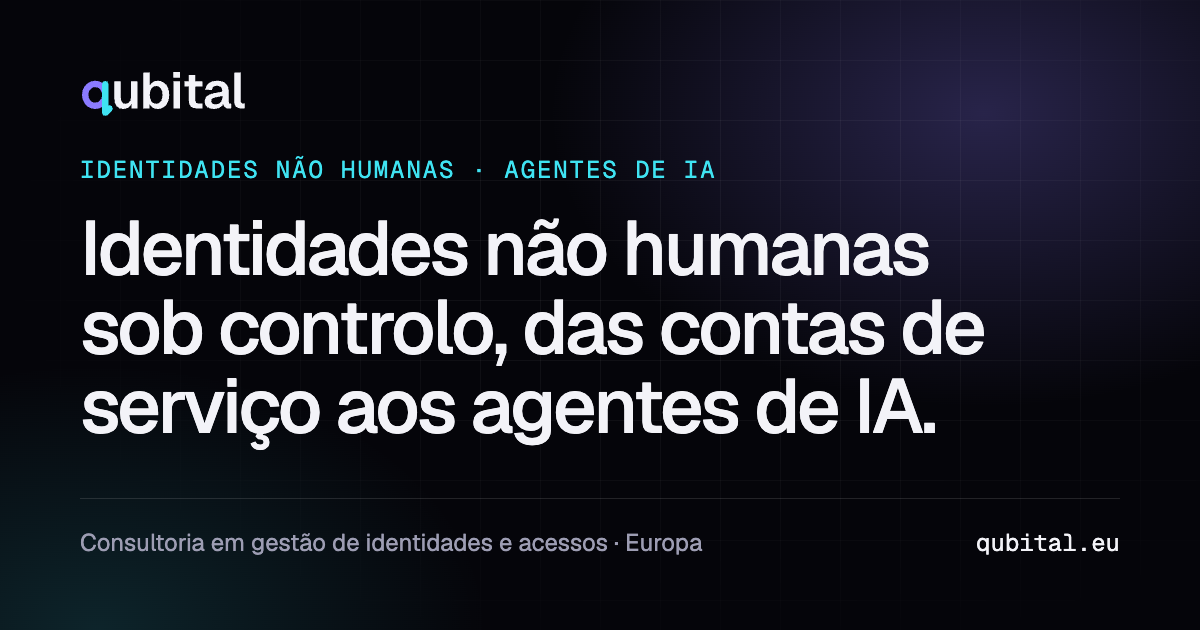 qubital
IDENTIDADES NÃO HUMANAS · AGENTES DE IA
Identidades não humanas
sob controlo, das contas de
serviço aos agentes de IA.
Consultoria em gestão de identidades e acessos · Europa
qubital.eu